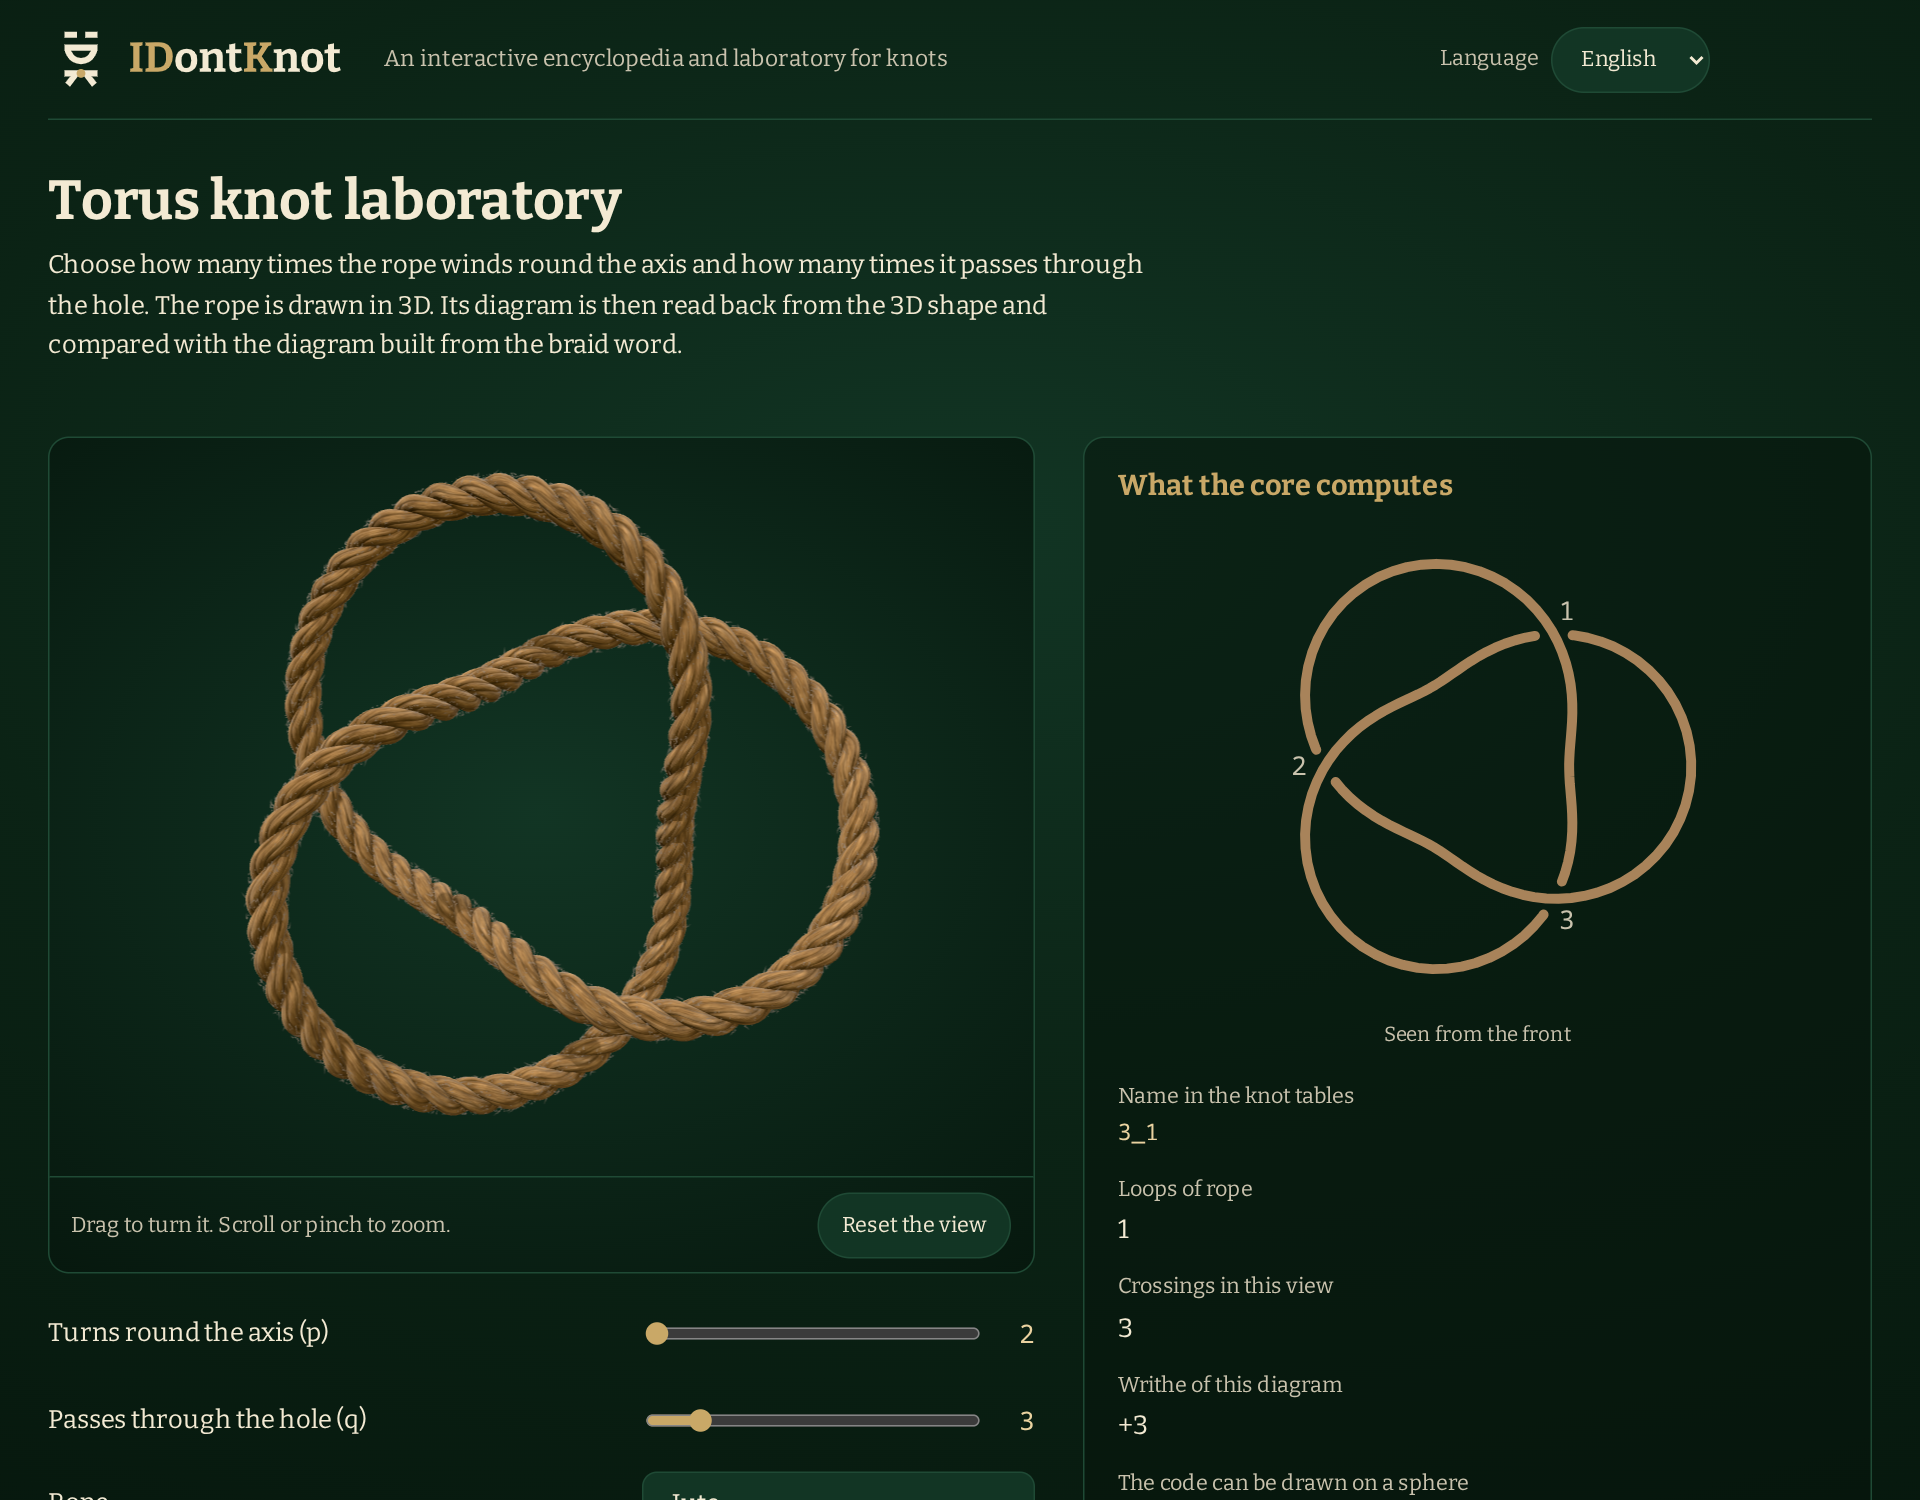 IDontKnot
An interactive encyclopedia and laboratory for knots
Language
English
Torus knot laboratory
Choose how many times the rope winds round the axis and how many times it passes through
the hole. The rope is drawn in 3D. Its diagram is then read back from the 3D shape and
compared with the diagram built from the braid word.
Drag to turn it. Scroll or pinch to zoom.
Reset the view
Turns round the axis (p)
2
Passes through the hole (q)
3
Rope
Jute
What the core computes
1
2
3
Seen from the front
Name in the knot tables
3_1
Loops of rope
1
Crossings in this view
3
Writhe of this diagram
+3
The code can be drawn on a sphere